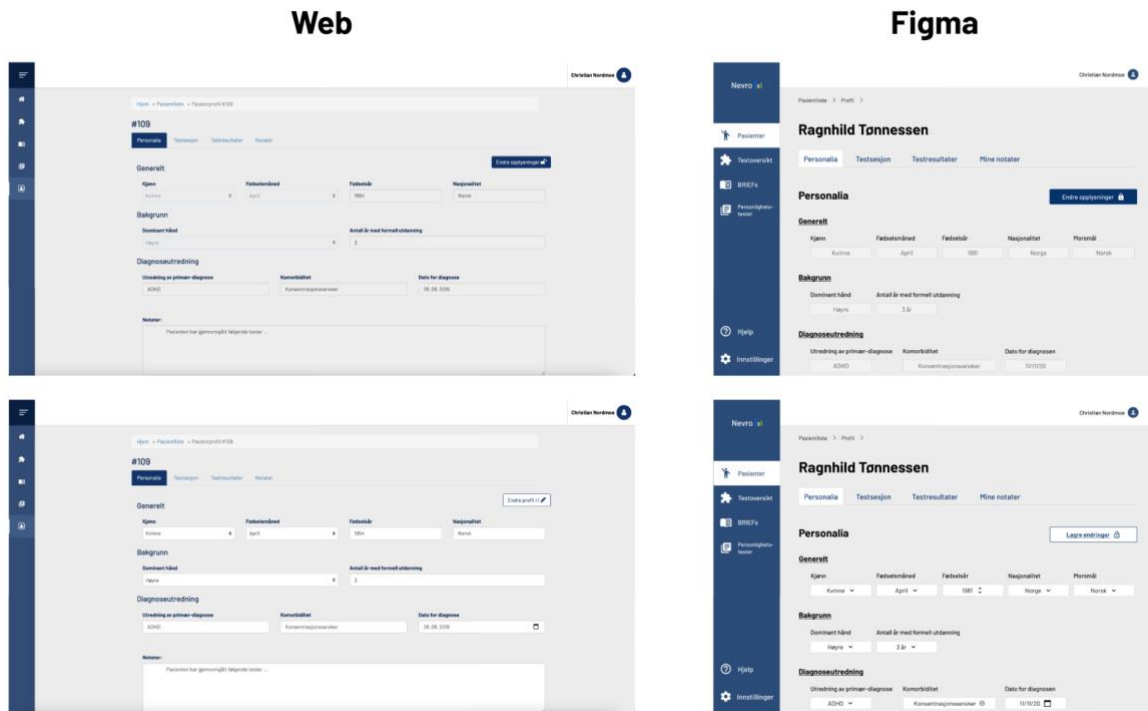 Web
Figma
Christian Nordmoe
Hjem > Pasientliste > Pasientprofil #109
#109
Personalia Testsesjon Testresultater Notater
Endre opplysninger
Generelt
Kjønn Fødselsmåned Fødselsår Nasjonalitet
Kvinne April 1994 Norsk
Bakgrunn
Dominant hånd Antall år med formell utdanning
Høyre 3
Diagnoseutredning
Utredning av primær-diagnose Komorbiditet Dato for diagnose
ADHD Konsentrasjonsvansker
Notater:
Pasienten har gjennomgått følgende tester ...
Nevro
Christian Nordmoe
Pasientliste > Profil >
Pasienter
Testoversikt
BRIEFs
Personlighets-
tester
Hjelp
Innstillinger
Ragnhild Tønnessen
Personalia Testsesjon Testresultater Mine notater
Personalia
Endre opplysninger
Generelt
Kjønn Fødselsmåned Fødselsår Nasjonalitet Morsmål
Kvinne April 1981 Norge Norsk
Bakgrunn
Dominant hånd Antall år med formell utdanning
Høyre 3 år
Diagnoseutredning
Utredning av primær-diagnose Komorbiditet Dato for diagnosen
ADHD Konsentrasjonsvansker 11/11/20
Christian Nordmoe
Hjem > Pasientliste > Pasientprofil #109
#109
Personalia Testsesjon Testresultater Notater
Endre profil
Generelt
Kjønn Fødselsmåned Fødselsår Nasjonalitet
Kvinne April 1994 Norsk
Bakgrunn
Dominant hånd Antall år med formell utdanning
Høyre 3
Diagnoseutredning
Utredning av primær-diagnose Komorbiditet Dato for diagnose
ADHD Konsentrasjonsvansker
Notater:
Pasienten har gjennomgått følgende tester ...
Nevro
Christian Nordmoe
Pasientliste > Profil >
Pasienter
Testoversikt
BRIEFs
Personlighets-
tester
Hjelp
Innstillinger
Ragnhild Tønnessen
Personalia Testsesjon Testresultater Mine notater
Personalia
Lagre endringer
Generelt
Kjønn Fødselsmåned Fødselsår Nasjonalitet Morsmål
Kvinne April 1981 Norge Norsk
Bakgrunn
Dominant hånd Antall år med formell utdanning
Høyre 3 år
Diagnoseutredning
Utredning av primær-diagnose Komorbiditet Dato for diagnosen
ADHD Konsentrasjonsvansker 11/11/20